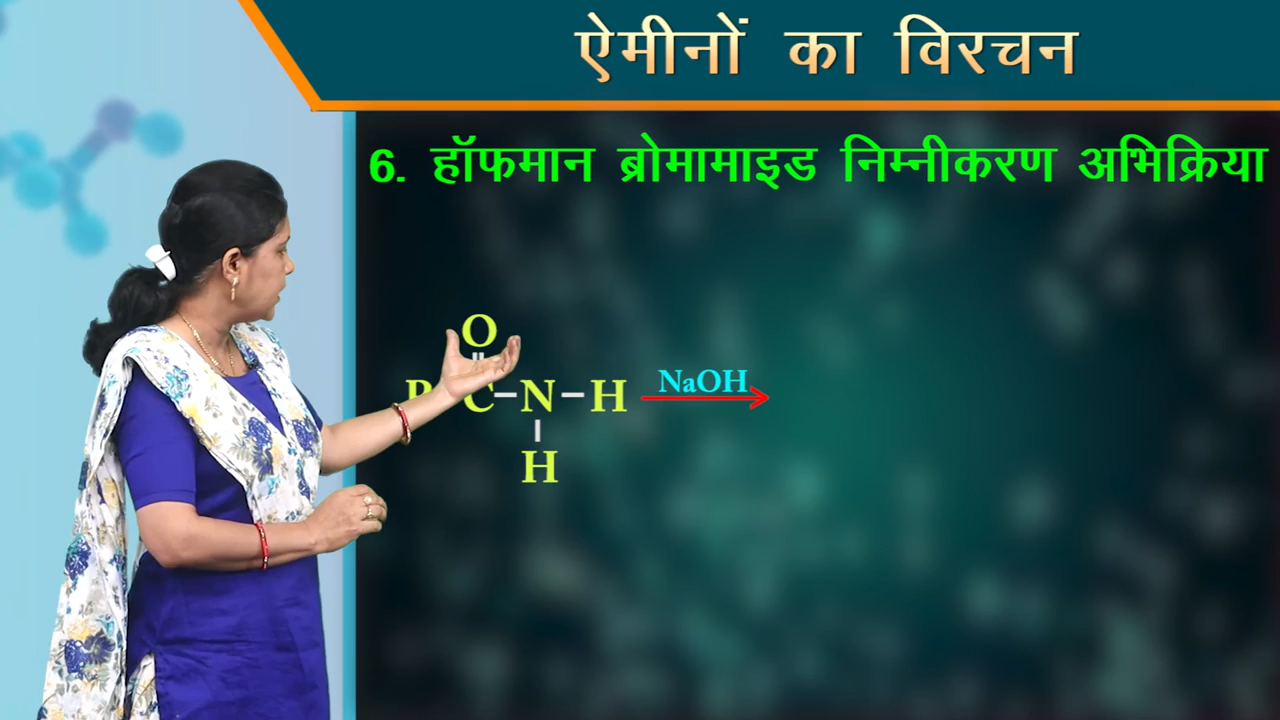 ऐमीनों का विरचन
6. हॉफमान ब्रोमामाइड निम्नीकरण अभिक्रिया
O
R C – N – H NaOH
H